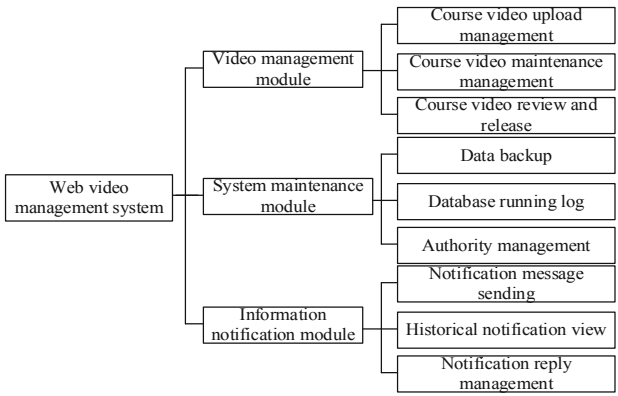 Web video
management system
Video management
module
Course video upload
management
Course video maintenance
management
Course video review and
release
System maintenance
module
Data backup
Database running log
Authority management
Information
notification module
Notification message
sending
Historical notification view
Notification reply
management